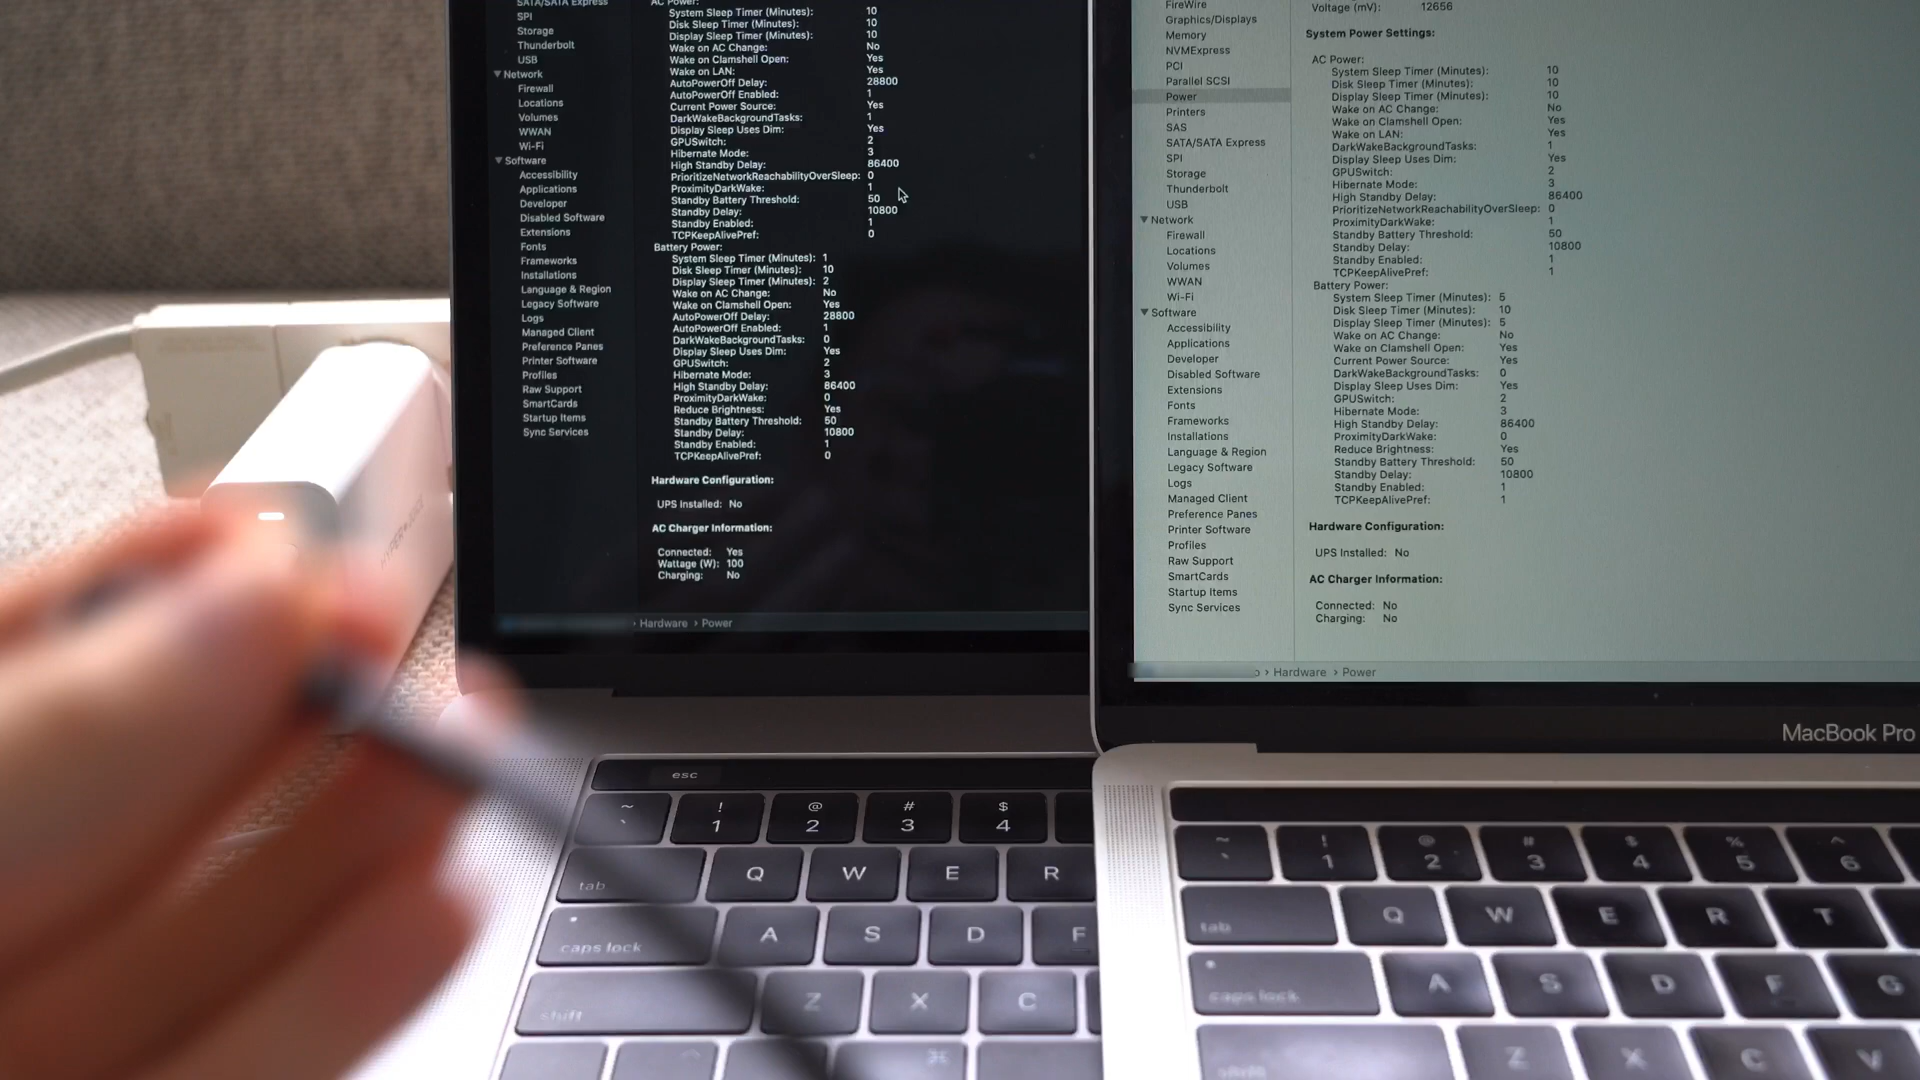 SATA/SATA Express
SPI
Storage
Thunderbolt
USB
Network
Firewall
Locations
Volumes
WWAN
Wi-Fi
Software
Accessibility
Applications
Developer
Disabled Software
Extensions
Fonts
Frameworks
Installations
Language & Region
Legacy Software
Logs
Managed Client
Preference Panes
Printer Software
Profiles
Raw Support
SmartCards
Startup Items
Sync Services
AC Power:
System Sleep Timer (Minutes): 10
Disk Sleep Timer (Minutes): 10
Display Sleep Timer (Minutes): 10
Wake on AC Change: No
Wake on Clamshell Open: Yes
Wake on LAN: Yes
AutoPowerOff Delay: 28800
AutoPowerOff Enabled: 1
Current Power Source: Yes
DarkWakeBackgroundTasks: 1
Display Sleep Uses Dim: Yes
GPUSwitch: 2
Hibernate Mode: 3
High Standby Delay: 86400
PrioritizeNetworkReachabilityOverSleep: 0
ProximityDarkWake: 1
Standby Battery Threshold: 50
Standby Delay: 10800
Standby Enabled: 1
TCPKeepAlivePref: 0
Battery Power:
System Sleep Timer (Minutes): 1
Disk Sleep Timer (Minutes): 10
Display Sleep Timer (Minutes): 2
Wake on AC Change: No
Wake on Clamshell Open: Yes
AutoPowerOff Delay: 28800
AutoPowerOff Enabled: 1
DarkWakeBackgroundTasks: 0
Display Sleep Uses Dim: Yes
GPUSwitch: 2
Hibernate Mode: 3
High Standby Delay: 86400
ProximityDarkWake: 0
Reduce Brightness: Yes
Standby Battery Threshold: 50
Standby Delay: 10800
Standby Enabled: 1
TCPKeepAlivePref: 0
Hardware Configuration:
UPS Installed: No
AC Charger Information:
Connected: Yes
Wattage (W): 100
Charging: No
› Hardware › Power
FireWire
Graphics/Displays
Memory
NVMExpress
PCI
Parallel SCSI
Power
Printers
SAS
SATA/SATA Express
SPI
Storage
Thunderbolt
USB
Network
Firewall
Locations
Volumes
WWAN
Wi-Fi
Software
Accessibility
Applications
Developer
Disabled Software
Extensions
Fonts
Frameworks
Installations
Language & Region
Legacy Software
Logs
Managed Client
Preference Panes
Printer Software
Profiles
Raw Support
SmartCards
Startup Items
Sync Services
Voltage (mV): 12656
System Power Settings:
AC Power:
System Sleep Timer (Minutes): 10
Disk Sleep Timer (Minutes): 10
Display Sleep Timer (Minutes): 10
Wake on AC Change: No
Wake on Clamshell Open: Yes
Wake on LAN: Yes
DarkWakeBackgroundTasks: 1
Display Sleep Uses Dim: Yes
GPUSwitch: 2
Hibernate Mode: 3
High Standby Delay: 86400
PrioritizeNetworkReachabilityOverSleep: 0
ProximityDarkWake: 1
Standby Battery Threshold: 50
Standby Delay: 10800
Standby Enabled: 1
TCPKeepAlivePref: 1
Battery Power:
System Sleep Timer (Minutes): 5
Disk Sleep Timer (Minutes): 10
Display Sleep Timer (Minutes): 5
Wake on AC Change: No
Wake on Clamshell Open: Yes
Current Power Source: Yes
DarkWakeBackgroundTasks: 0
Display Sleep Uses Dim: Yes
GPUSwitch: 2
Hibernate Mode: 3
High Standby Delay: 86400
ProximityDarkWake: 0
Reduce Brightness: Yes
Standby Battery Threshold: 50
Standby Delay: 10800
Standby Enabled: 1
TCPKeepAlivePref: 1
Hardware Configuration:
UPS Installed: No
AC Charger Information:
Connected: No
Charging: No
› Hardware › Power
MacBook Pro
HYPER JUICE
esc
~ ! @ # $
` 1 2 3 4
tab Q W E R
caps lock A S D F
shift Z X C
⌘
~ ! @ # $ % ^
` 1 2 3 4 5 6
tab Q W E R T
caps lock A S D F G
shift Z X C V